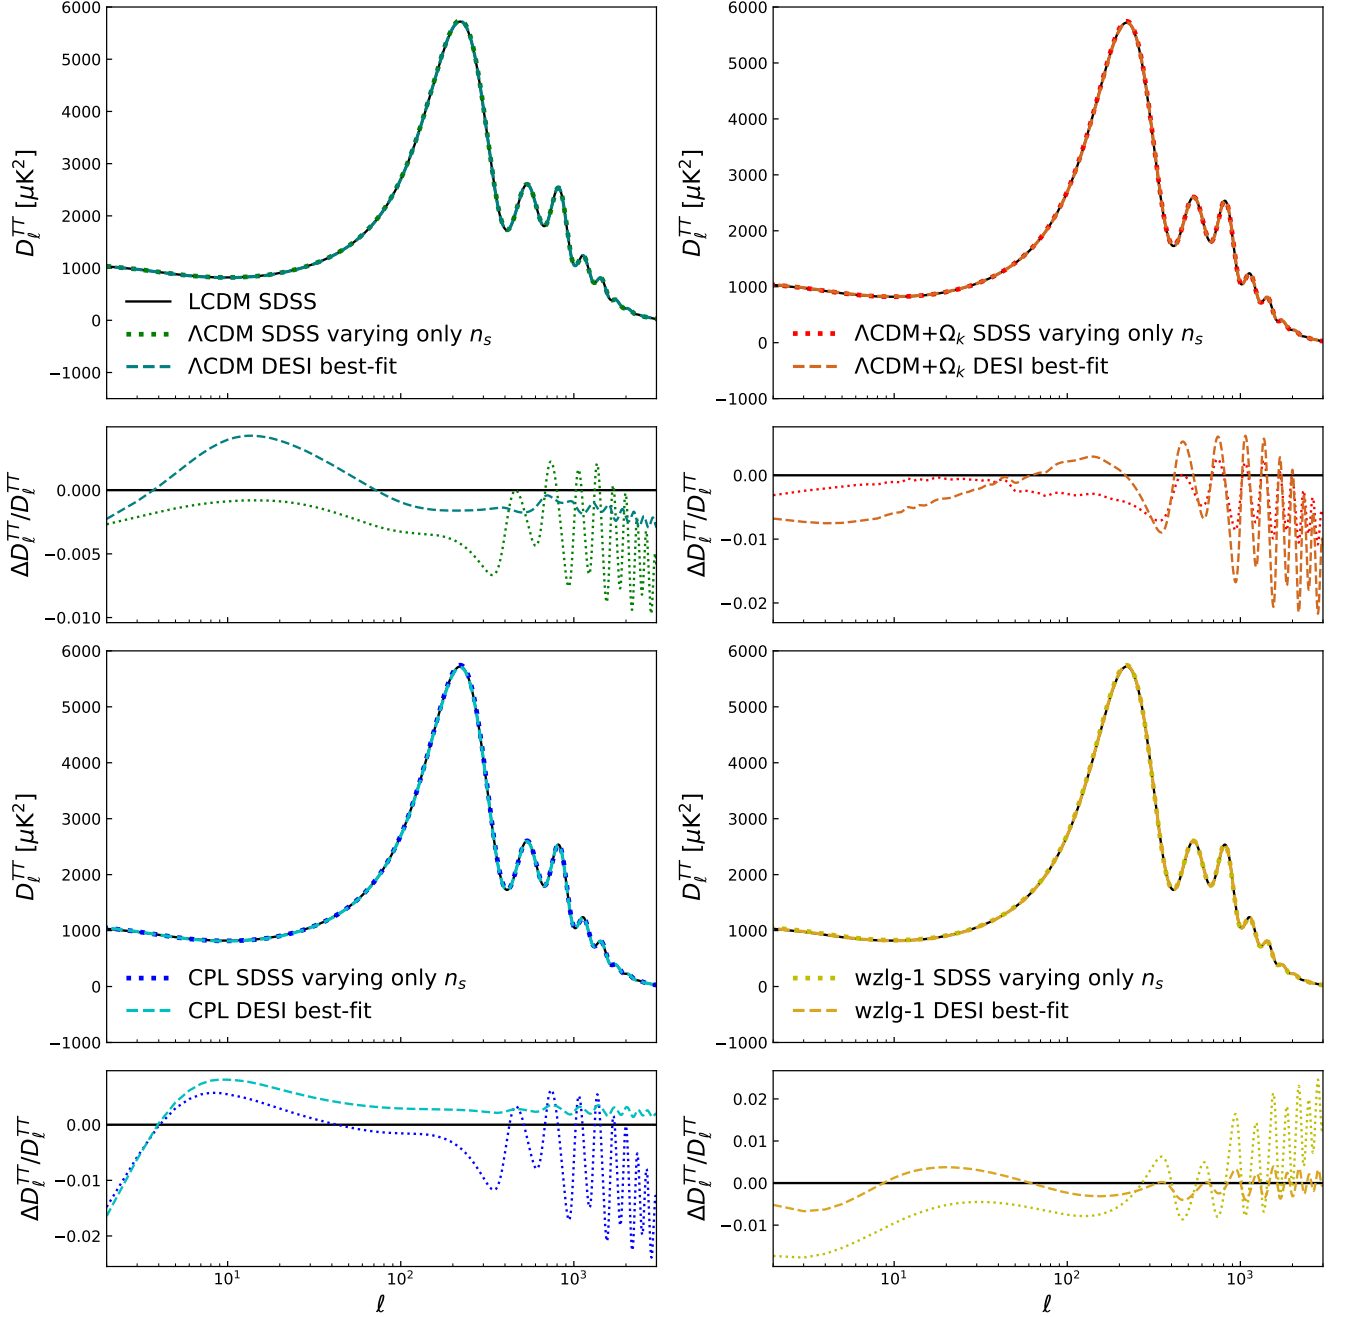 6000
5000
4000
3000
2000
1000
0
−1000
D_ℓ^{TT} [μK²]
LCDM SDSS
ΛCDM SDSS varying only n_s
ΛCDM DESI best-fit
6000
5000
4000
3000
2000
1000
0
−1000
D_ℓ^{TT} [μK²]
ΛCDM+Ω_k SDSS varying only n_s
ΛCDM+Ω_k DESI best-fit
0.000
−0.005
−0.010
ΔD_ℓ^{TT}/D_ℓ^{TT}
0.00
−0.01
−0.02
ΔD_ℓ^{TT}/D_ℓ^{TT}
6000
5000
4000
3000
2000
1000
0
−1000
D_ℓ^{TT} [μK²]
CPL SDSS varying only n_s
CPL DESI best-fit
6000
5000
4000
3000
2000
1000
0
−1000
D_ℓ^{TT} [μK²]
wzlg-1 SDSS varying only n_s
wzlg-1 DESI best-fit
0.00
−0.01
−0.02
ΔD_ℓ^{TT}/D_ℓ^{TT}
10¹ 10² 10³
ℓ
0.02
0.01
0.00
−0.01
ΔD_ℓ^{TT}/D_ℓ^{TT}
10¹ 10² 10³
ℓ